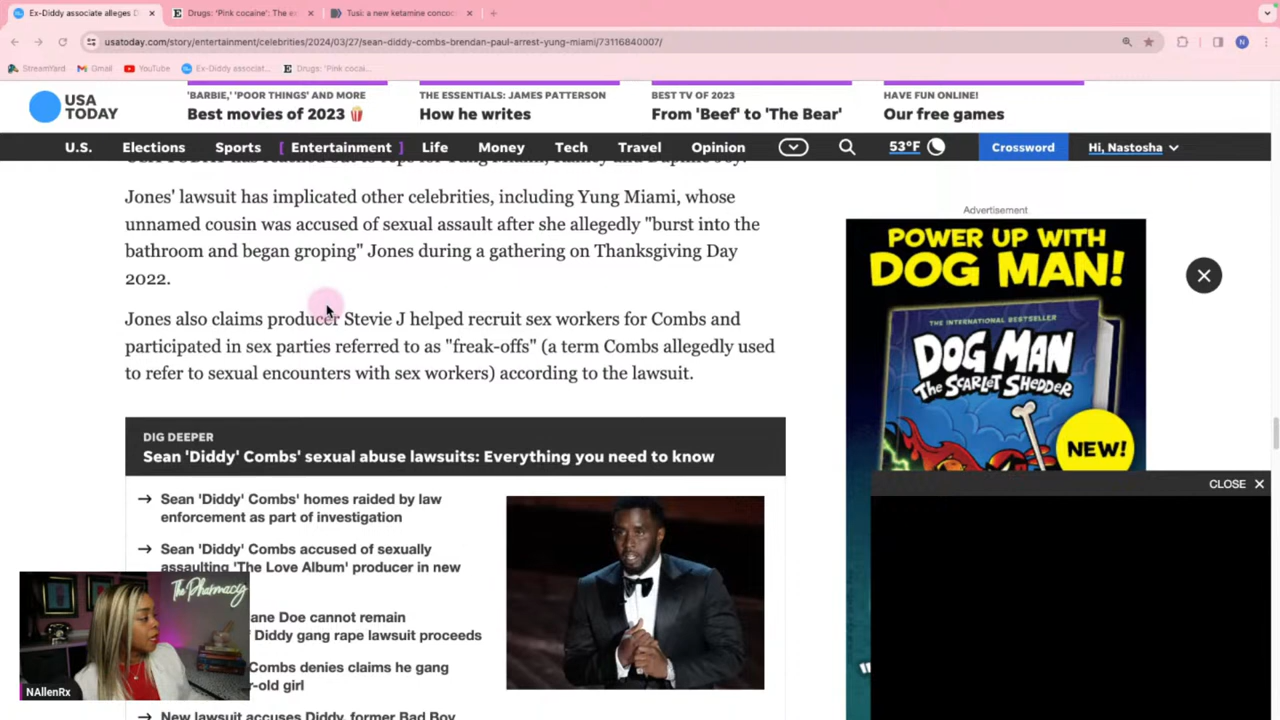 Ex-Diddy associate alleges D
Drugs: 'Pink cocaine'; The ex
Tusi: a new ketamine concoc
usatoday.com/story/entertainment/celebrities/2024/03/27/sean-diddy-combs-brendan-paul-arrest-yung-miami/73116840007/
N
StreamYard
Gmail
YouTube
Ex-Diddy associat...
Drugs: 'Pink cocai...
USA
TODAY
'BARBIE,' 'POOR THINGS' AND MORE
Best movies of 2023
THE ESSENTIALS: JAMES PATTERSON
How he writes
BEST TV OF 2023
From 'Beef' to 'The Bear'
HAVE FUN ONLINE!
Our free games
U.S.
Elections
Sports
[ Entertainment ]
Life
Money
Tech
Travel
Opinion
53°F
Crossword
Hi, Nastosha
Jones' lawsuit has implicated other celebrities, including Yung Miami, whose
unnamed cousin was accused of sexual assault after she allegedly "burst into the
bathroom and began groping" Jones during a gathering on Thanksgiving Day
2022.
Jones also claims producer Stevie J helped recruit sex workers for Combs and
participated in sex parties referred to as "freak-offs" (a term Combs allegedly used
to refer to sexual encounters with sex workers) according to the lawsuit.
DIG DEEPER
Sean 'Diddy' Combs' sexual abuse lawsuits: Everything you need to know
Sean 'Diddy' Combs' homes raided by law
enforcement as part of investigation
Sean 'Diddy' Combs accused of sexually
assaulting 'The Love Album' producer in new
ane Doe cannot remain
Diddy gang rape lawsuit proceeds
Combs denies claims he gang
r-old girl
New lawsuit accuses Diddy, former Bad Boy
The Pharmacy
NAllenRx
Advertisement
POWER UP WITH
DOG MAN!
THE INTERNATIONAL BESTSELLER
DOG MAN
THE SCARLET SHEDDER
NEW!
CLOSE